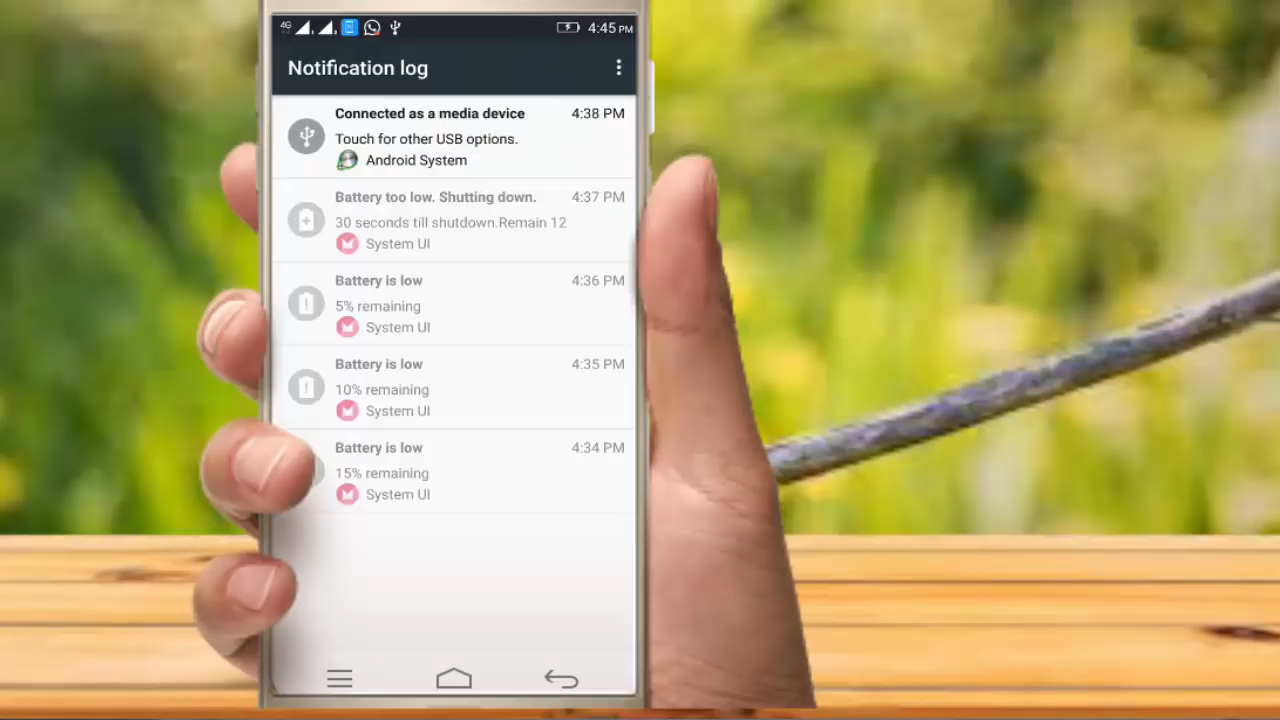 4G
4:45 PM
Notification log
Connected as a media device 4:38 PM
Touch for other USB options.
Android System
Battery too low. Shutting down. 4:37 PM
30 seconds till shutdown.Remain 12
System UI
Battery is low 4:36 PM
5% remaining
System UI
Battery is low 4:35 PM
10% remaining
System UI
Battery is low 4:34 PM
15% remaining
System UI